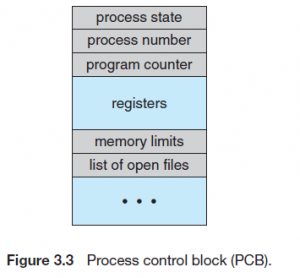 process state
process number
program counter
registers
memory limits
list of open files
• • •
Figure 3.3 Process control block (PCB).